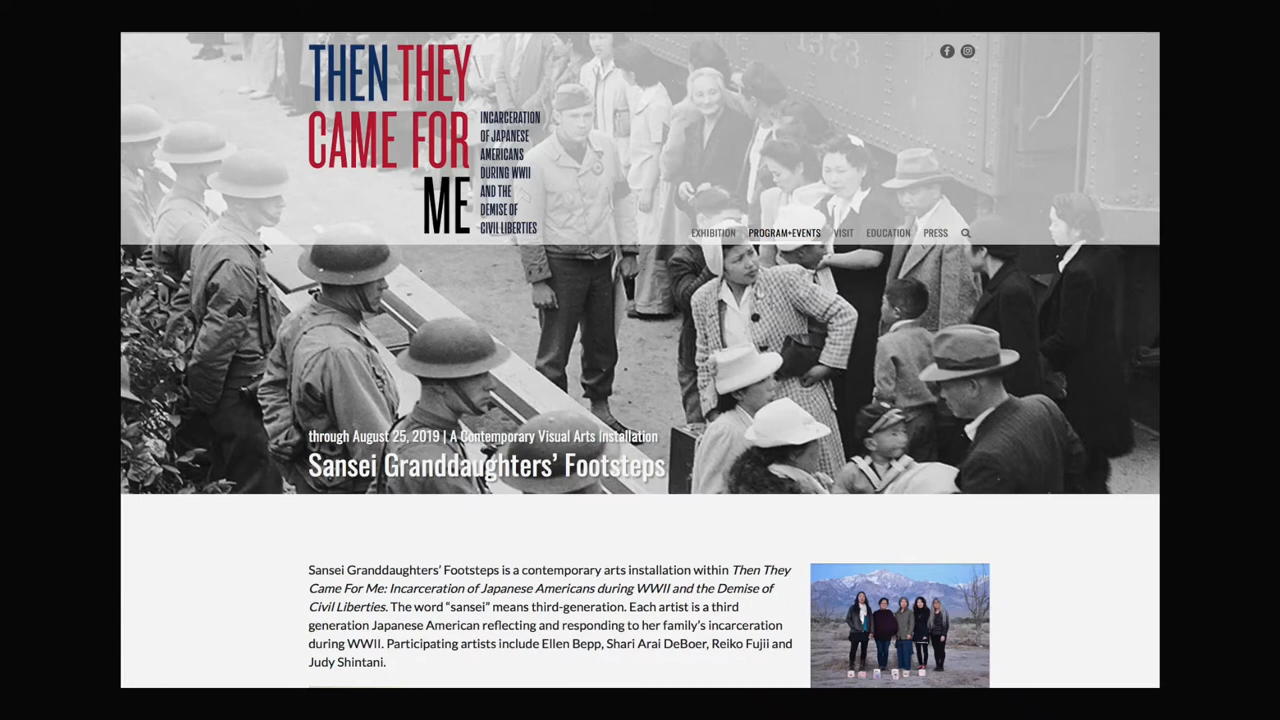 THEN THEY
CAME FOR
ME
INCARCERATION
OF JAPANESE
AMERICANS
DURING WWII
AND THE
DEMISE OF
CIVIL LIBERTIES
EXHIBITION PROGRAM+EVENTS VISIT EDUCATION PRESS
through August 25, 2019 | A Contemporary Visual Arts Installation
Sansei Granddaughters' Footsteps
Sansei Granddaughters' Footsteps is a contemporary arts installation within Then They
Came For Me: Incarceration of Japanese Americans during WWII and the Demise of
Civil Liberties. The word “sansei” means third-generation. Each artist is a third
generation Japanese American reflecting and responding to her family's incarceration
during WWII. Participating artists include Ellen Bepp, Shari Arai DeBoer, Reiko Fujii and
Judy Shintani.